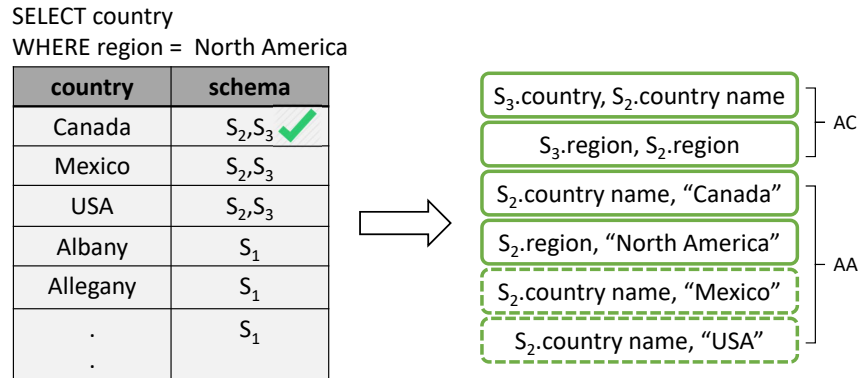 SELECT country
WHERE region = North America
country schema
Canada S₂,S₃
Mexico S₂,S₃
USA S₂,S₃
Albany S₁
Allegany S₁
. S₁
.
S₃.country, S₂.country name
S₃.region, S₂.region
AC
S₂.country name, “Canada”
S₂.region, “North America”
S₂.country name, “Mexico”
S₂.country name, “USA”
AA